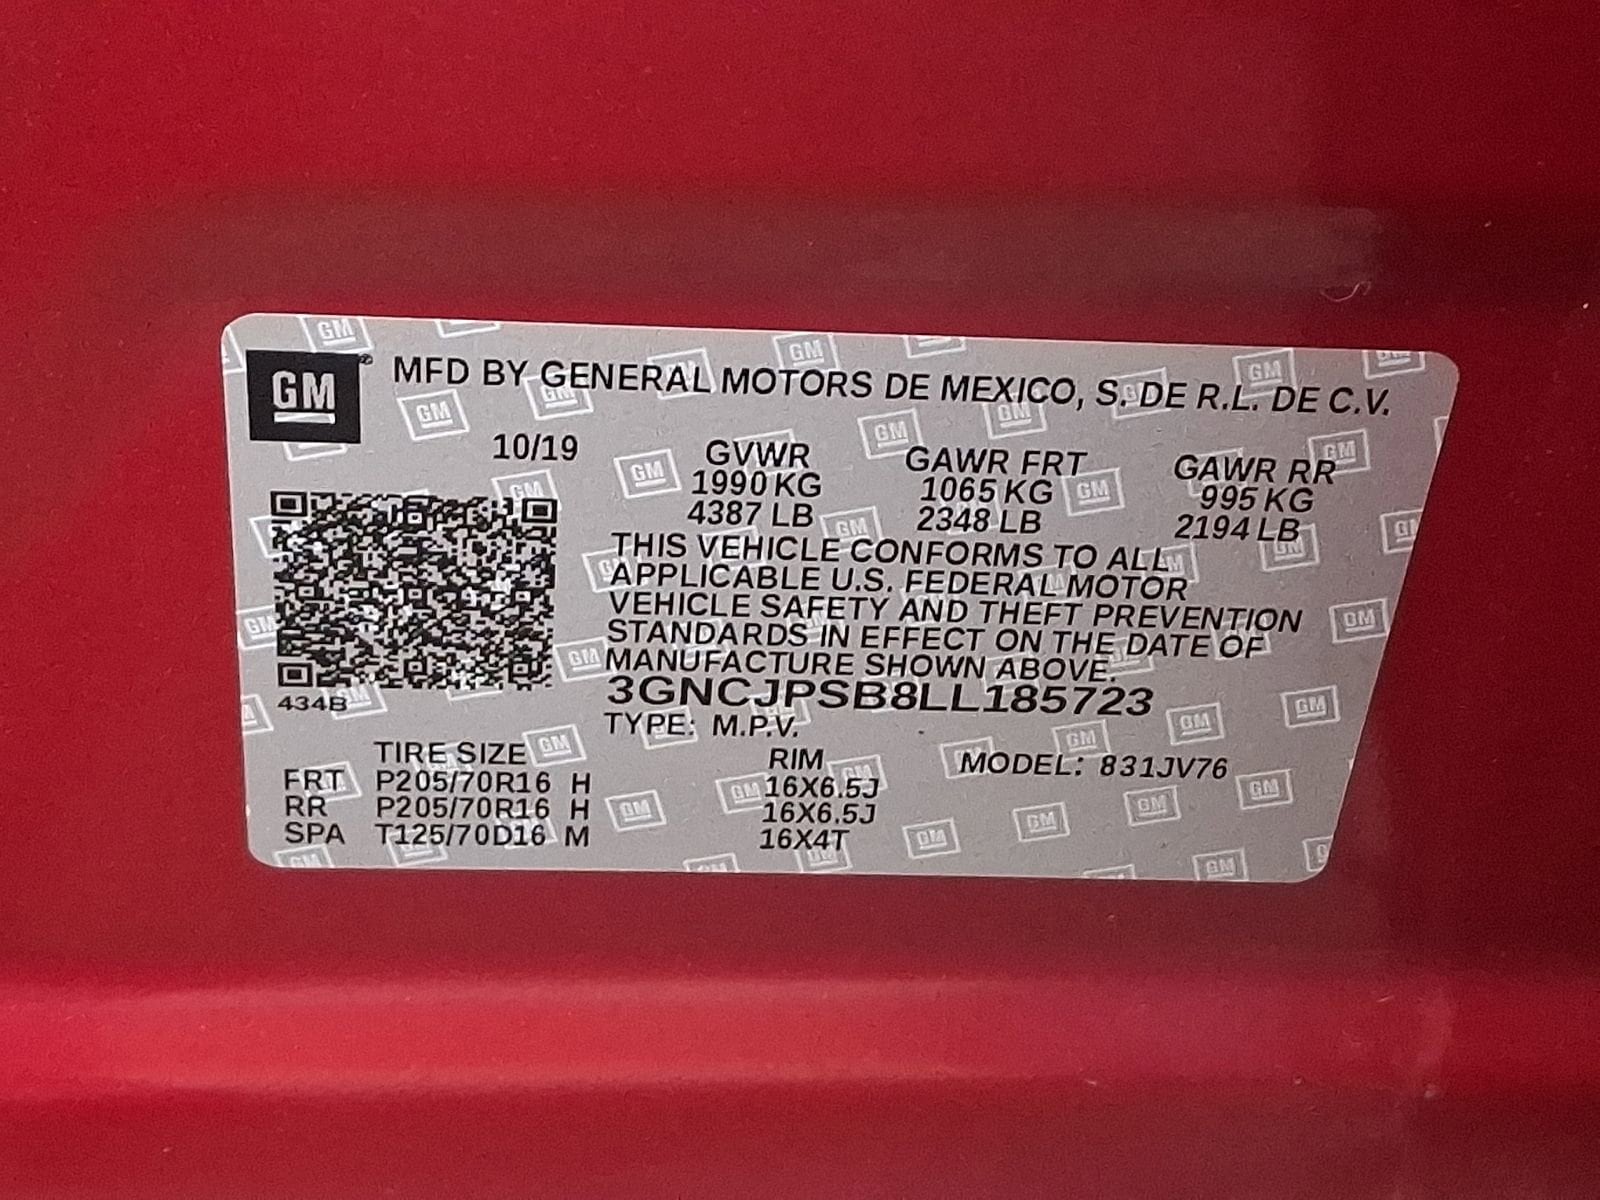 GM® MFD BY GENERAL MOTORS DE MEXICO, S. DE R.L. DE C.V.
10/19 GVWR GAWR FRT GAWR RR
1990 KG 1065 KG 995 KG
4387 LB 2348 LB 2194 LB
THIS VEHICLE CONFORMS TO ALL
APPLICABLE U.S. FEDERAL MOTOR
VEHICLE SAFETY AND THEFT PREVENTION
STANDARDS IN EFFECT ON THE DATE OF
MANUFACTURE SHOWN ABOVE.
434B 3GNCJPSB8LL185723
TYPE: M.P.V.
TIRE SIZE RIM MODEL: 831JV76
FRT P205/70R16 H 16X6.5J
RR P205/70R16 H 16X6.5J
SPA T125/70D16 M 16X4T